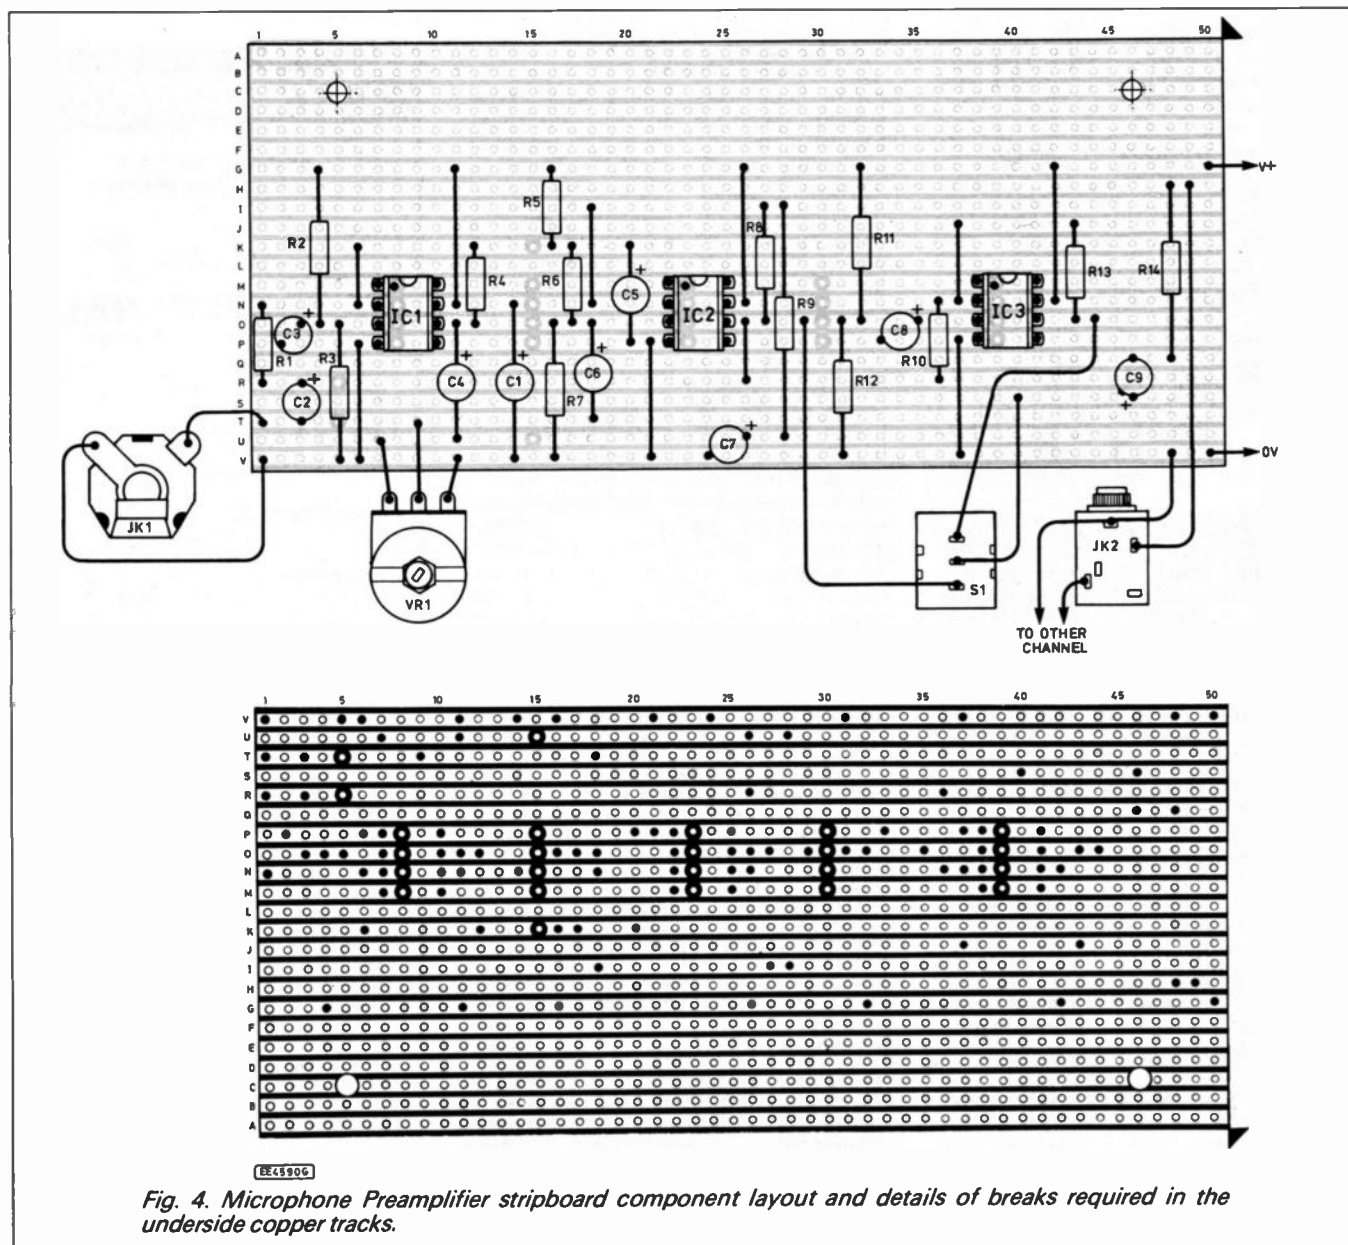 1 5 10 15 20 25 30 35 40 45 50
A
B
C
D
E
F
G V+
H
I R5
J R8 R11
K R2 R13 R14
L R4 R6
M C5 +
N IC1 IC2 R9 IC3
O C3 + C8 +
P R1 R3 R10
Q
R C2 + C4 + C1 + C6 + R12 C9 +
S R7
T
U C7 +
V 0V
JK1
VR1
S1
JK2
TO OTHER
CHANNEL
1 5 10 15 20 25 30 35 40 45 50
V
U
T
S
R
Q
P
O
N
M
L
K
J
I
H
G
F
E
D
C
B
A
EE4590G
Fig. 4. Microphone Preamplifier stripboard component layout and details of breaks required in the
underside copper tracks.